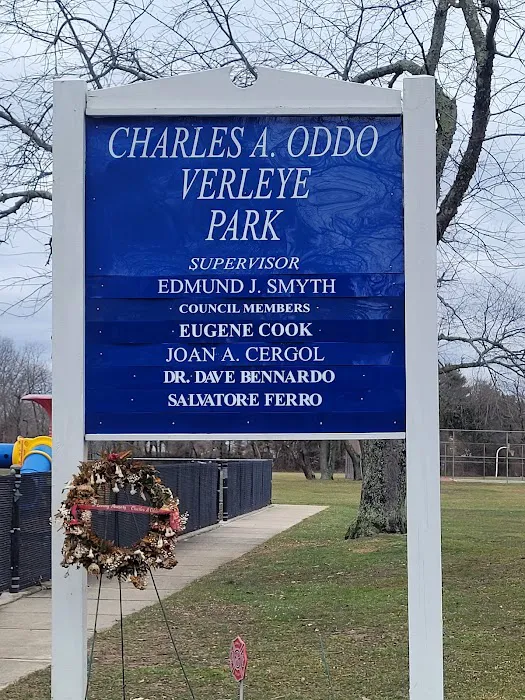 CHARLES A. ODDO
VERLEYE
PARK
SUPERVISOR
EDMUND J. SMYTH
COUNCIL MEMBERS
EUGENE COOK
JOAN A. CERGOL
DR. DAVE BENNARDO
SALVATORE FERRO